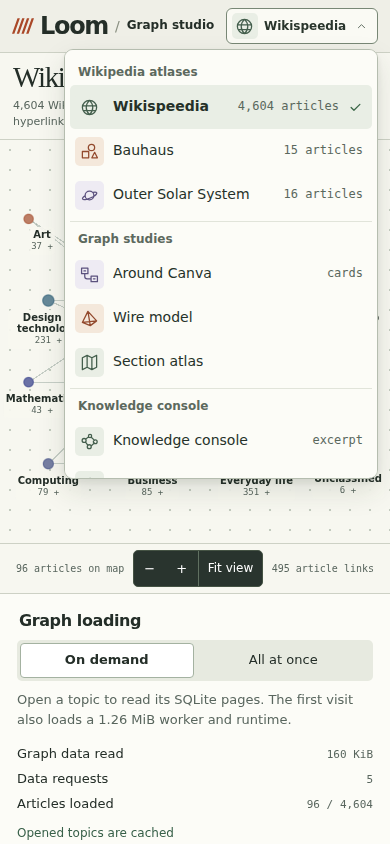 Loom / Graph studio Wikispeedia
Wiki
4,604 Wil
hyperlink
Wikipedia atlases
Wikispeedia 4,604 articles
Bauhaus 15 articles
Outer Solar System 16 articles
Graph studies
Around Canva cards
Wire model
Section atlas
Knowledge console
Knowledge console excerpt
Art
37 +
Design
technolo
231 +
Mathemat
43 +
Computing
79 +
Business
85 +
Everyday life
351 +
Unclassified
6 +
96 articles on map − + Fit view 495 article links
Graph loading
On demand All at once
Open a topic to read its SQLite pages. The first visit
also loads a 1.26 MiB worker and runtime.
Graph data read 160 KiB
Data requests 5
Articles loaded 96 / 4,604
Opened topics are cached